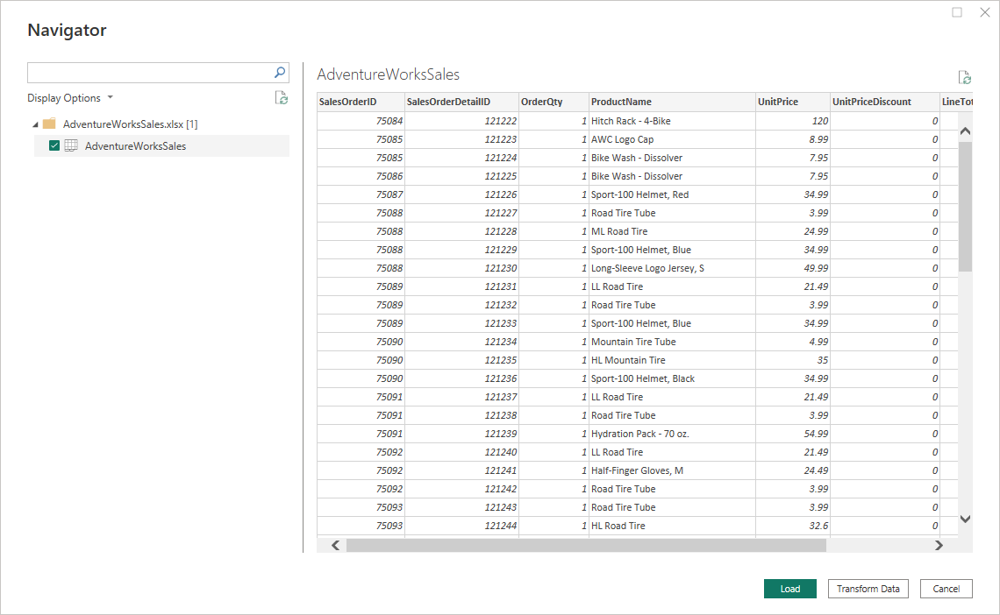 Navigator
Display Options
AdventureWorksSales.xlsx [1]
AdventureWorksSales
AdventureWorksSales
SalesOrderID SalesOrderDetailID OrderQty ProductName UnitPrice UnitPriceDiscount LineTot
75084 121222 1 Hitch Rack - 4-Bike 120 0
75085 121223 1 AWC Logo Cap 8.99 0
75085 121224 1 Bike Wash - Dissolver 7.95 0
75086 121225 1 Bike Wash - Dissolver 7.95 0
75087 121226 1 Sport-100 Helmet, Red 34.99 0
75088 121227 1 Road Tire Tube 3.99 0
75088 121228 1 ML Road Tire 24.99 0
75088 121229 1 Sport-100 Helmet, Blue 34.99 0
75088 121230 1 Long-Sleeve Logo Jersey, S 49.99 0
75089 121231 1 LL Road Tire 21.49 0
75089 121232 1 Road Tire Tube 3.99 0
75089 121233 1 Sport-100 Helmet, Blue 34.99 0
75090 121234 1 Mountain Tire Tube 4.99 0
75090 121235 1 HL Mountain Tire 35 0
75090 121236 1 Sport-100 Helmet, Black 34.99 0
75091 121237 1 LL Road Tire 21.49 0
75091 121238 1 Road Tire Tube 3.99 0
75091 121239 1 Hydration Pack - 70 oz. 54.99 0
75092 121240 1 LL Road Tire 21.49 0
75092 121241 1 Half-Finger Gloves, M 24.49 0
75092 121242 1 Road Tire Tube 3.99 0
75093 121243 1 Road Tire Tube 3.99 0
75093 121244 1 HL Road Tire 32.6 0
Load Transform Data Cancel